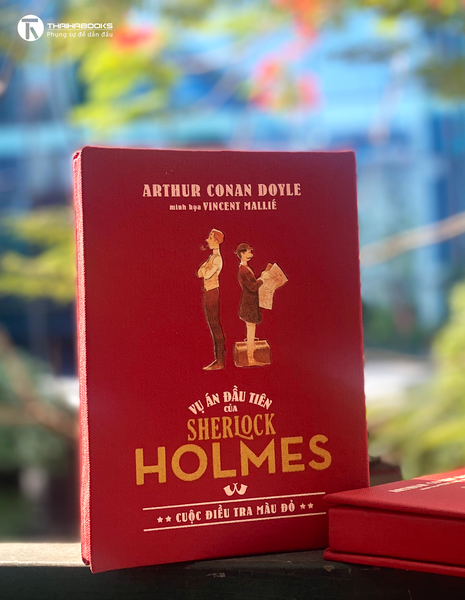 THAIHABOOKS
Phụng sự để dẫn đầu
ARTHUR CONAN DOYLE
minh họa VINCENT MALLIÉ
VỤ ÁN ĐẦU TIÊN
CỦA
SHERLOCK
HOLMES
CUỘC ĐIỀU TRA MÀU ĐỎ